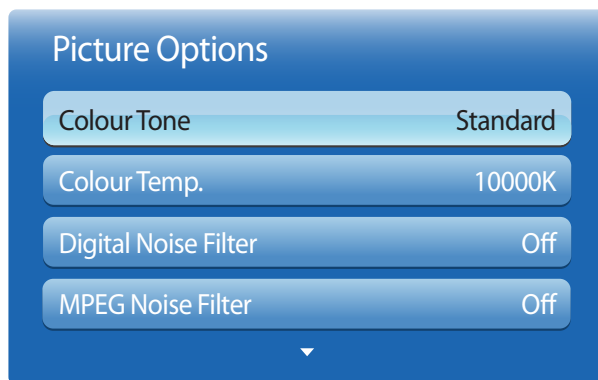 Picture Options
Colour Tone Standard
Colour Temp. 10000K
Digital Noise Filter Off
MPEG Noise Filter Off